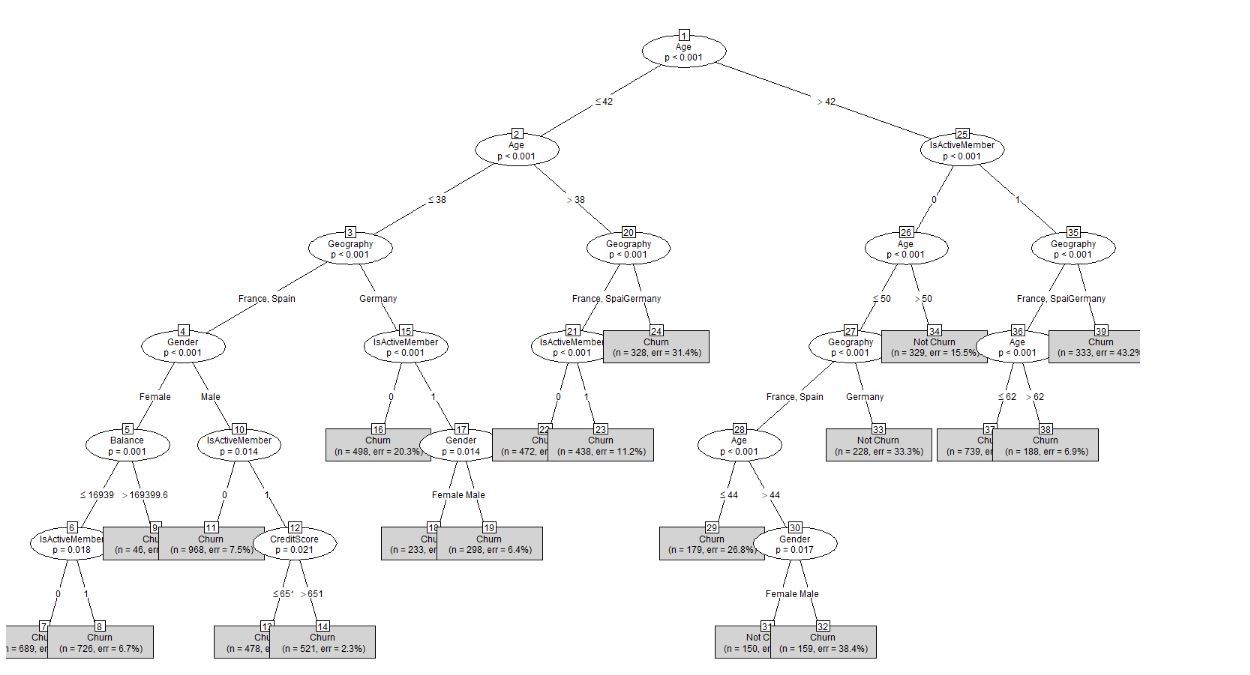 1
Age
p < 0.001
≤ 42
> 42
2
Age
p < 0.001
25
IsActiveMember
p < 0.001
≤ 38
> 38
0
1
3
Geography
p < 0.001
20
Geography
p < 0.001
26
Age
p < 0.001
35
Geography
p < 0.001
France, Spain
Germany
France, Spai
Germany
≤ 50
> 50
France, Spai
Germany
4
Gender
p < 0.001
15
IsActiveMember
p < 0.001
21
IsActiveMember
p < 0.001
24
Churn
(n = 328, err = 31.4%)
27
Geography
p < 0.001
34
Not Churn
(n = 329, err = 15.5%)
36
Age
p < 0.001
39
Churn
(n = 333, err = 43.2%
Female
Male
0
1
0
1
France, Spain
Germany
≤ 62
> 62
5
Balance
p = 0.001
10
IsActiveMember
p = 0.014
16
Churn
(n = 498, err = 20.3%)
17
Gender
p = 0.014
22
Chu
(n = 472, er
23
Churn
(n = 438, err = 11.2%)
28
Age
p < 0.001
33
Not Churn
(n = 228, err = 33.3%)
37
Chu
(n = 739, er
38
Churn
(n = 188, err = 6.9%)
≤ 16939
> 169399.6
0
1
Female
Male
≤ 44
> 44
6
IsActiveMember
p = 0.018
9
Chu
(n = 46, err
11
Churn
(n = 968, err = 7.5%)
12
CreditScore
p = 0.021
18
Chu
(n = 233, er
19
Churn
(n = 298, err = 6.4%)
29
Churn
(n = 179, err = 26.8%)
30
Gender
p = 0.017
0
1
≤ 651
> 651
Female
Male
7
Chu
n = 689, er
8
Churn
(n = 726, err = 6.7%)
13
Chu
(n = 478, e
14
Churn
(n = 521, err = 2.3%)
31
Not C
(n = 150, er
32
Churn
(n = 159, err = 38.4%)